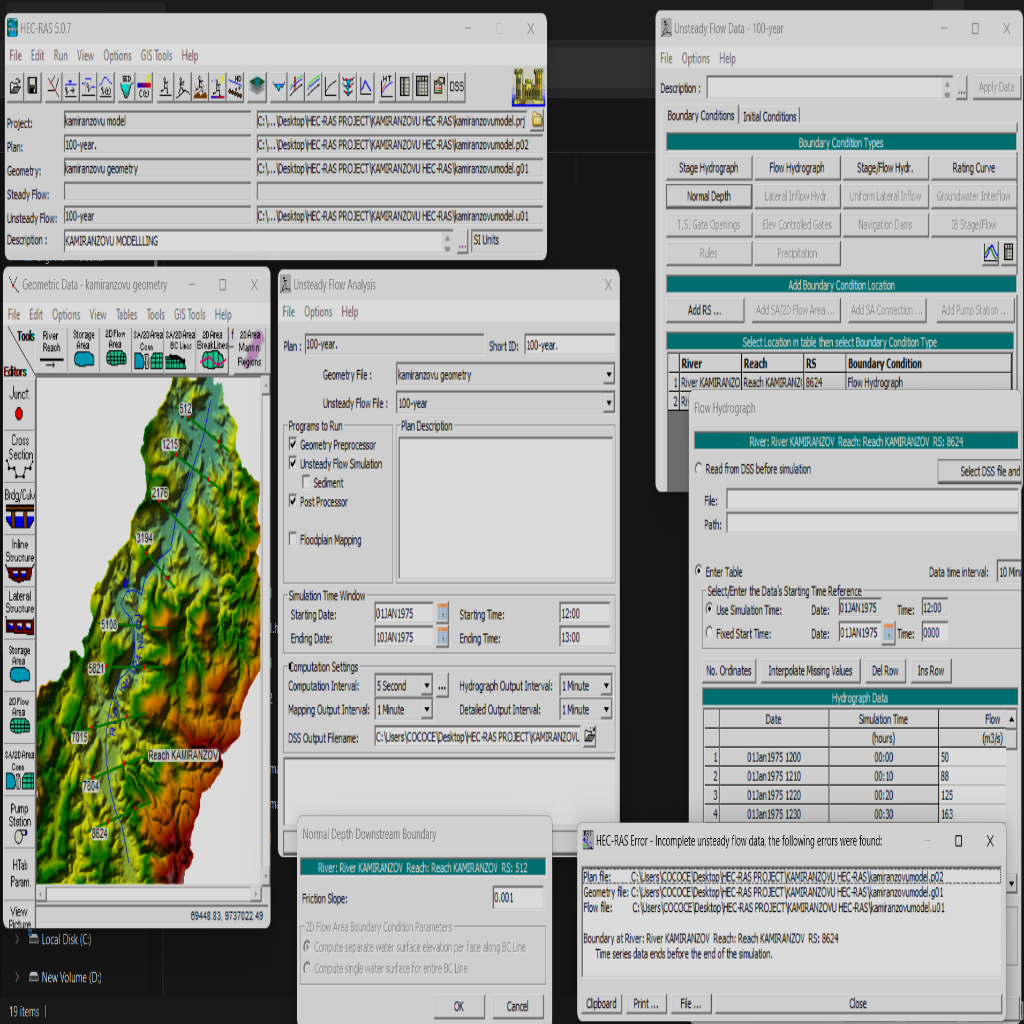 HEC-RAS 5.0.7
File Edit Run View Options GIS Tools Help
DSS
Project: kamiranzovu model C:\...\Desktop\HEC-RAS PROJECT\KAMIRANZOVU HEC-RAS\kamiranzovumodel.prj
Plan: 100-year. C:\...\Desktop\HEC-RAS PROJECT\KAMIRANZOVU HEC-RAS\kamiranzovumodel.p02
Geometry: kamiranzovu geometry C:\...\Desktop\HEC-RAS PROJECT\KAMIRANZOVU HEC-RAS\kamiranzovumodel.g01
Steady Flow:
Unsteady Flow: 100-year C:\...\Desktop\HEC-RAS PROJECT\KAMIRANZOVU HEC-RAS\kamiranzovumodel.u01
Description : KAMIRANZOVU MODELLLING ... SI Units
Unsteady Flow Data - 100-year
File Options Help
Description : ... Apply Data
Boundary Conditions Initial Conditions
Boundary Condition Types
Stage Hydrograph Flow Hydrograph Stage/Flow Hydr. Rating Curve
Normal Depth Lateral Inflow Hydr. Uniform Lateral Inflow Groundwater Interflow
T.S. Gate Openings Elev Controlled Gates Navigation Dams IB Stage/Flow
Rules Precipitation
Add Boundary Condition Location
Add RS ... Add SA/2D Flow Area ... Add SA Connection ... Add Pump Station ...
Select Location in table then select Boundary Condition Type
River Reach RS Boundary Condition
1 River KAMIRANZO Reach KAMIRANZO 8624 Flow Hydrograph
2 Ri
Geometric Data - kamiranzovu geometry
File Edit Options View Tables Tools GIS Tools Help
Tools
Editors
River Reach
Storage Area
2D Flow Area
SA/2D Area Conn
SA/2D Area BC Lines
2D Area BreakLines
2D Area Mann n Regions
Junct.
Cross Section
Brdg/Culv
Inline Structure
Lateral Structure
Storage Area
2D Flow Area
SA/2D Area Conn
Pump Station
HTab Param.
View Picture
512
1215
2176
3194
5108
5821
7015
Reach KAMIRANZOV
7804
8624
69448.83, 9737022.49
Unsteady Flow Analysis
File Options Help
Plan : 100-year. Short ID: 100-year.
Geometry File : kamiranzovu geometry
Unsteady Flow File : 100-year
Programs to Run
Geometry Preprocessor
Unsteady Flow Simulation
Sediment
Post Processor
Floodplain Mapping
Plan Description
Simulation Time Window
Starting Date: 01JAN1975 Starting Time: 12:00
Ending Date: 10JAN1975 Ending Time: 13:00
Computation Settings
Computation Interval: 5 Second ... Hydrograph Output Interval: 1 Minute
Mapping Output Interval: 1 Minute Detailed Output Interval: 1 Minute
DSS Output Filename: C:\Users\COCOCE\Desktop\HEC-RAS PROJECT\KAMIRANZOVU
Flow Hydrograph
River: River KAMIRANZOV Reach: Reach KAMIRANZOV RS: 8624
Read from DSS before simulation Select DSS file and
File:
Path:
Enter Table Data time interval: 10 Minu
Select/Enter the Data's Starting Time Reference
Use Simulation Time: Date: 01JAN1975 Time: 12:00
Fixed Start Time: Date: 01JAN1975 Time: 0000
No. Ordinates Interpolate Missing Values Del Row Ins Row
Hydrograph Data
Date Simulation Time Flow
(hours) (m3/s)
1 01Jan1975 1200 00:00 50
2 01Jan1975 1210 00:10 88
3 01Jan1975 1220 00:20 125
4 01Jan1975 1230 00:30 163
Normal Depth Downstream Boundary
River: River KAMIRANZOV Reach: Reach KAMIRANZOV RS: 512
Friction Slope: 0.001
2D Flow Area Boundary Condition Parameters
Compute separate water surface elevation per face along BC Line
Compute single water surface for entire BC Line
OK Cancel
HEC-RAS Error - Incomplete unsteady flow data, the following errors were found:
Plan file: C:\Users\COCOCE\Desktop\HEC-RAS PROJECT\KAMIRANZOVU HEC-RAS\kamiranzovumodel.p02
Geometry file: C:\Users\COCOCE\Desktop\HEC-RAS PROJECT\KAMIRANZOVU HEC-RAS\kamiranzovumodel.g01
Flow file: C:\Users\COCOCE\Desktop\HEC-RAS PROJECT\KAMIRANZOVU HEC-RAS\kamiranzovumodel.u01
Boundary at River: River KAMIRANZOV Reach: Reach KAMIRANZOV RS: 8624
Time series data ends before the end of the simulation.
Clipboard Print ... File ... Close
Local Disk (C:)
New Volume (D:)
19 items